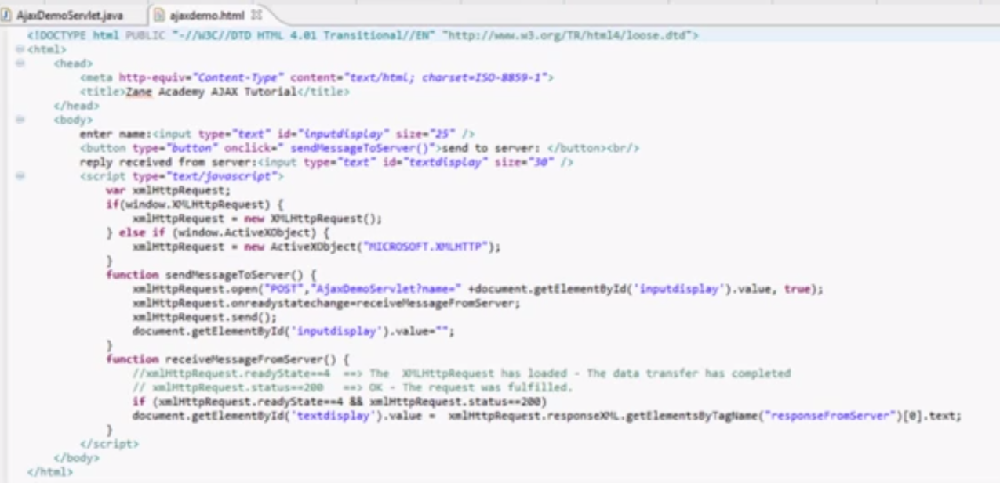 AjaxDemoServlet.java ajaxdemo.html
<!DOCTYPE html PUBLIC "-//W3C//DTD HTML 4.01 Transitional//EN" "http://www.w3.org/TR/html4/loose.dtd">
<html>
<head>
<meta http-equiv="Content-Type" content="text/html; charset=ISO-8859-1">
<title>Zane Academy AJAX Tutorial</title>
</head>
<body>
enter name:<input type="text" id="inputdisplay" size="25" />
<button type="button" onclick=" sendMessageToServer()">send to server: </button><br/>
reply received from server:<input type="text" id="textdisplay" size="30" />
<script type="text/javascript">
var xmlHttpRequest;
if(window.XMLHttpRequest) {
xmlHttpRequest = new XMLHttpRequest();
} else if (window.ActiveXObject) {
xmlHttpRequest = new ActiveXObject("MICROSOFT.XMLHTTP");
}
function sendMessageToServer() {
xmlHttpRequest.open("POST","AjaxDemoServlet?name=" +document.getElementById('inputdisplay').value, true);
xmlHttpRequest.onreadystatechange=receiveMessageFromServer;
xmlHttpRequest.send();
document.getElementById('inputdisplay').value="";
}
function receiveMessageFromServer() {
//xmlHttpRequest.readyState==4 ==> The XMLHttpRequest has loaded - The data transfer has completed
// xmlHttpRequest.status==200 ==> OK - The request was fulfilled.
if (xmlHttpRequest.readyState==4 && xmlHttpRequest.status==200)
document.getElementById('textdisplay').value = xmlHttpRequest.responseXML.getElementsByTagName("responseFromServer")[0].text;
}
</script>
</body>
</html>